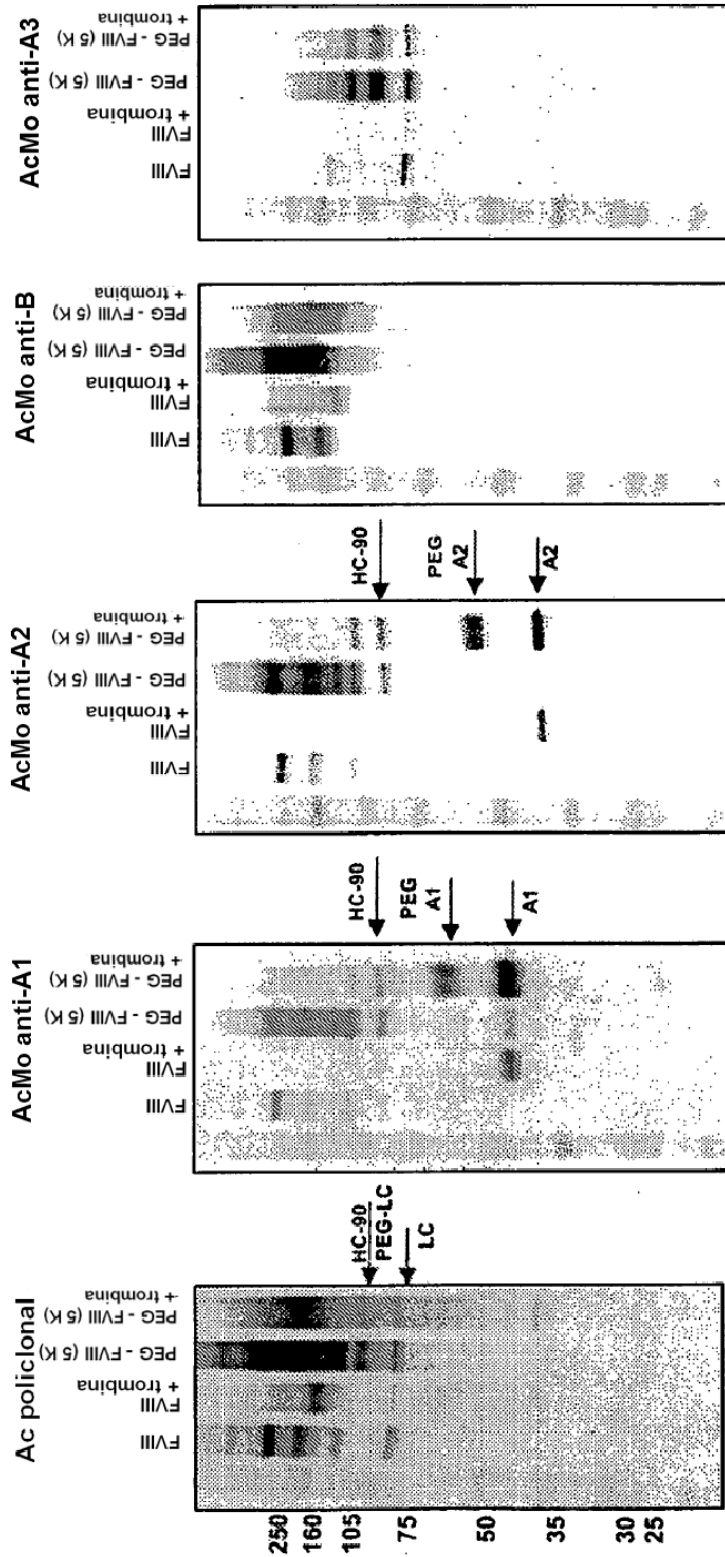 Ac policlonal
FVIII
FVIII
+ trombina
PEG - FVIII (5 K)
PEG - FVIII (5 K)
+ trombina
250
160
105
75
50
35
30
25
HC-90
PEG-LC
LC
AcMo anti-A1
FVIII
FVIII
+ trombina
PEG - FVIII (5 K)
PEG - FVIII (5 K)
+ trombina
HC-90
PEG
A1
A1
AcMo anti-A2
FVIII
FVIII
+ trombina
PEG - FVIII (5 K)
PEG - FVIII (5 K)
+ trombina
HC-90
PEG
A2
A2
AcMo anti-B
FVIII
FVIII
+ trombina
PEG - FVIII (5 K)
PEG - FVIII (5 K)
+ trombina
AcMo anti-A3
FVIII
FVIII
+ trombina
PEG - FVIII (5 K)
PEG - FVIII (5 K)
+ trombina